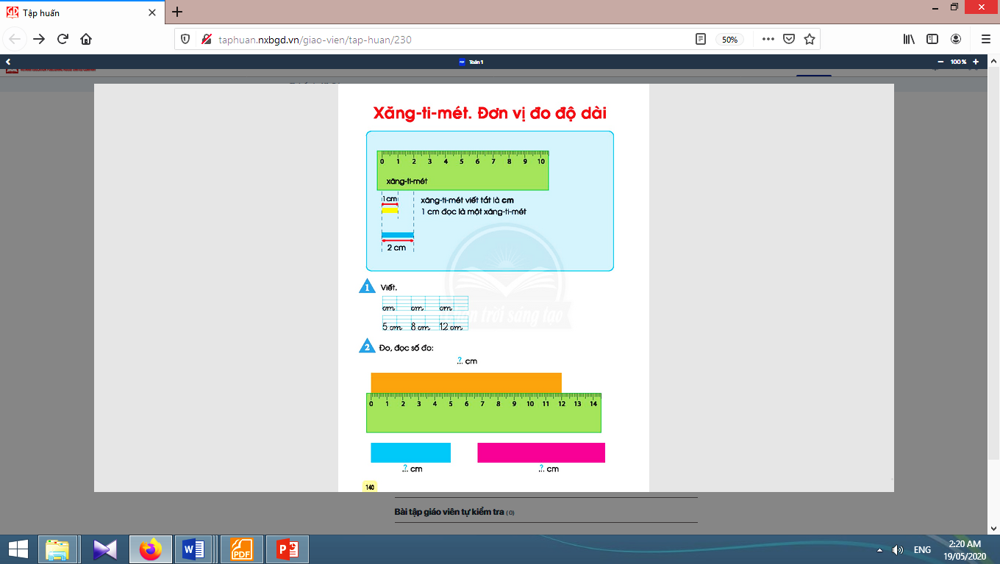 Tập huấn
taphuan.nxbgd.vn/giao-vien/tap-huan/230
50%
Toán 1
100 %
Xăng-ti-mét. Đơn vị đo độ dài
0 1 2 3 4 5 6 7 8 9 10
xăng-ti-mét
1cm
xăng-ti-mét viết tắt là cm
1 cm đọc là một xăng-ti-mét
2 cm
1 Viết.
cm cm cm
5 cm 8 cm 12 cm
trời sáng tạo
2 Đo, đọc số đo:
.?. cm
0 1 2 3 4 5 6 7 8 9 10 11 12 13 14
.?. cm .?. cm
140
Bài tập giáo viên tự kiểm tra (0)
PDF
ENG
2:20 AM
19/05/2020